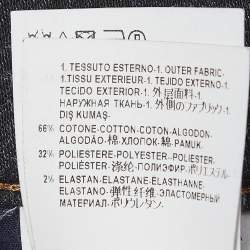 1. TESSUTO ESTERNO-1. OUTER FABRIC-
1.TISSU EXTERIEUR-1.TEJIDO EXTERNO-1.
TECIDO EXTERIOR-1. 外层面料-1.
НАРУЖНАЯ ТКАНЬ-1. 外側のファブリック-1.
DIŞ KUMAŞ-
66% COTONE-COTTON-COTON-ALGODON-
ALGODÃO-棉-ХЛОПОК-綿-PAMUK.
32% POLIESTERE-POLYESTER-POLIESTER-
POLIÉSTER-涤纶-ПОЛИЭФИР-ポリエステル
2% ELASTAN-ELASTANE-ELASTHANNE-
ELASTANO-弹性纤维-ЭЛАСТОМЕРНЫЙ
МАТЕРИАЛ-ポリウレタン-